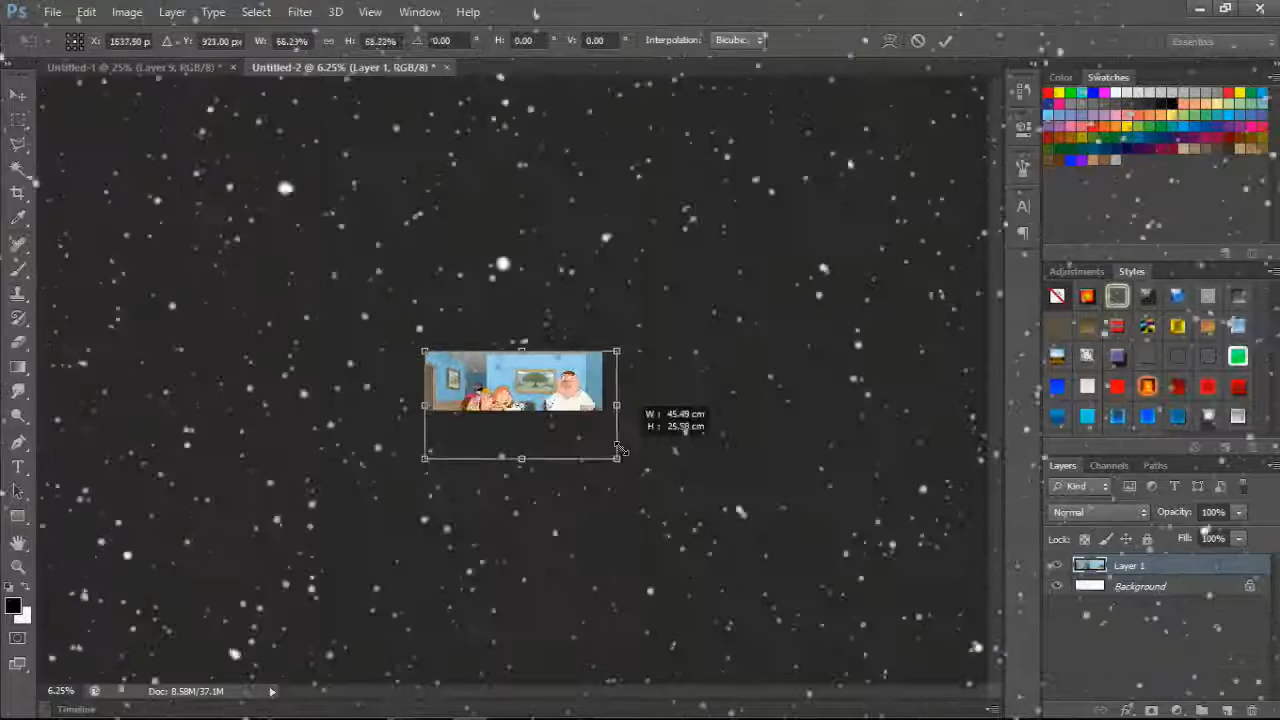 Ps File Edit Image Layer Type Select Filter 3D View Window Help
X: 1637.50 p Y: 923.00 px W: 68.23% H: 68.23% 0.00 ° H: 0.00 ° V: 0.00 ° Interpolation: Bicubic Essentials
Untitled-1 @ 25% (Layer 9, RGB/8) * × Untitled-2 @ 6.25% (Layer 1, RGB/8) * ×
Color Swatches
Adjustments Styles
W: 45.49 cm
H: 25.58 cm
Layers Channels Paths
Kind
Normal Opacity: 100%
Lock: Fill: 100%
Layer 1
Background
6.25% Doc: 8.58M/37.1M
Timeline